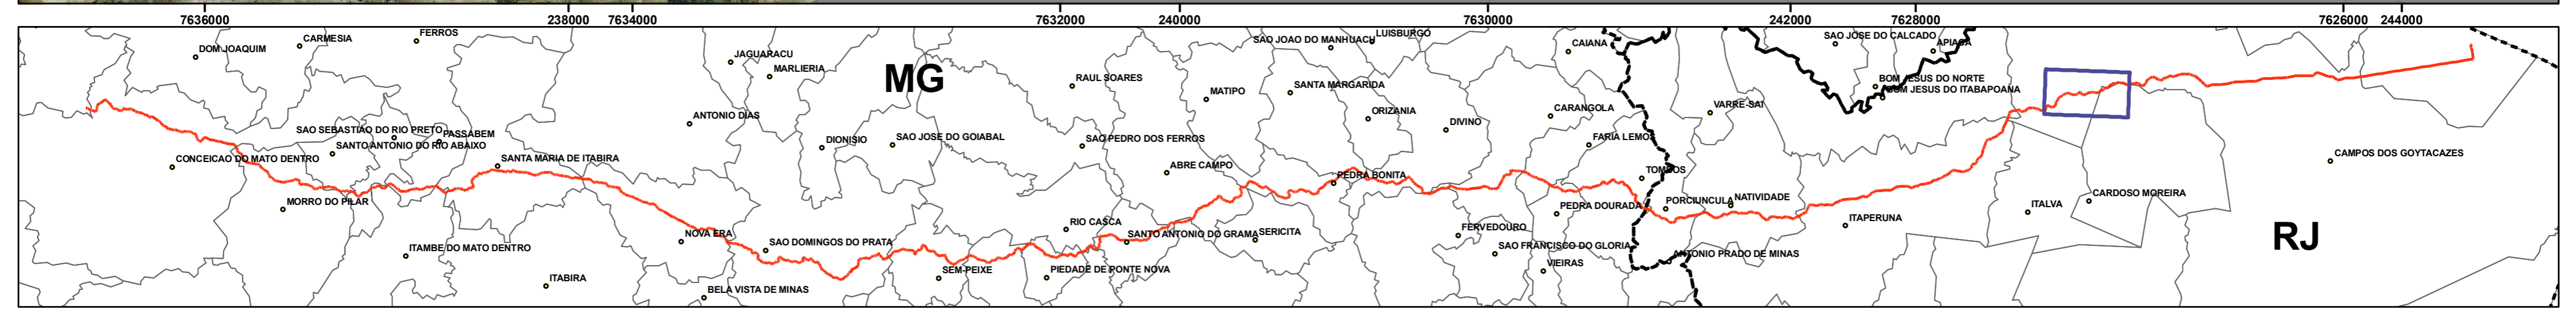 7636000 238000 7634000 7632000 240000 7630000 242000 7628000 7626000 244000
DOM JOAQUIM
CARMESIA
FERROS
JAGUARACU
MARLIERIA
MG
RAUL SOARES
SAO JOAO DO MANHUACU
LUISBURGO
CAIANA
SAO JOSE DO CALCADO
APIACA
MATIPO
SANTA MARGARIDA
BOM JESUS DO NORTE
BOM JESUS DO ITABAPOANA
ANTONIO DIAS
ORIZANIA
DIVINO
CARANGOLA
VARRE-SAI
SAO SEBASTIAO DO RIO PRETO
PASSABEM
SANTO ANTONIO DO RIO ABAIXO
DIONISIO
SAO JOSE DO GOIABAL
SAO PEDRO DOS FERROS
FARIA LEMOS
CONCEICAO DO MATO DENTRO
SANTA MARIA DE ITABIRA
ABRE CAMPO
PEDRA BONITA
TOMBOS
CAMPOS DOS GOYTACAZES
MORRO DO PILAR
PEDRA DOURADA
PORCIUNCULA
NATIVIDADE
CARDOSO MOREIRA
ITALVA
RIO CASCA
ITAPERUNA
NOVA ERA
SAO DOMINGOS DO PRATA
SANTO ANTONIO DO GRAMA
SERICITA
FERVEDOURO
RJ
ITAMBE DO MATO DENTRO
SAO FRANCISCO DO GLORIA
ANTONIO PRADO DE MINAS
ITABIRA
SEM-PEIXE
PIEDADE DE PONTE NOVA
VIEIRAS
BELA VISTA DE MINAS